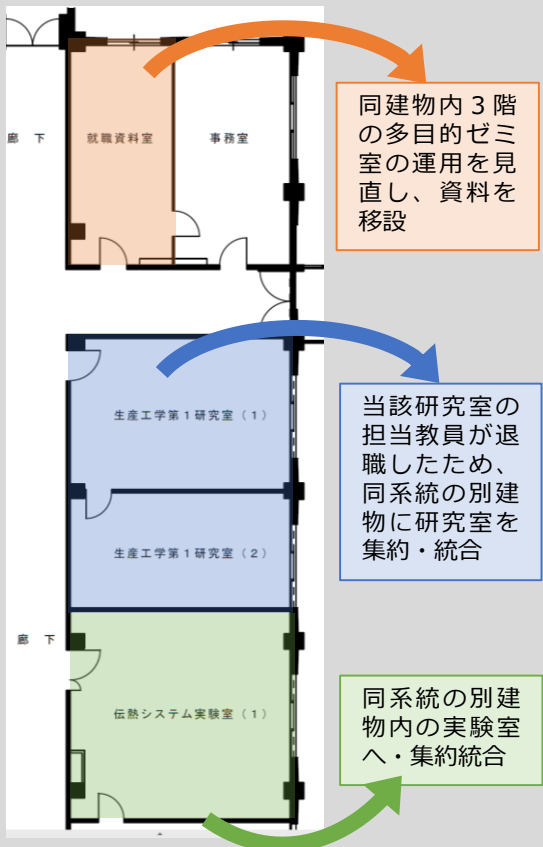 廊 下
就職資料室
事務室
同建物内３階
の多目的ゼミ
室の運用を見
直し、資料を
移設
生産工学第１研究室（１）
当該研究室の
担当教員が退
職したため、
同系統の別建
物に研究室を
集約・統合
生産工学第１研究室（２）
廊 下
伝熱システム実験室（１）
同系統の別建
物内の実験室
へ・集約統合